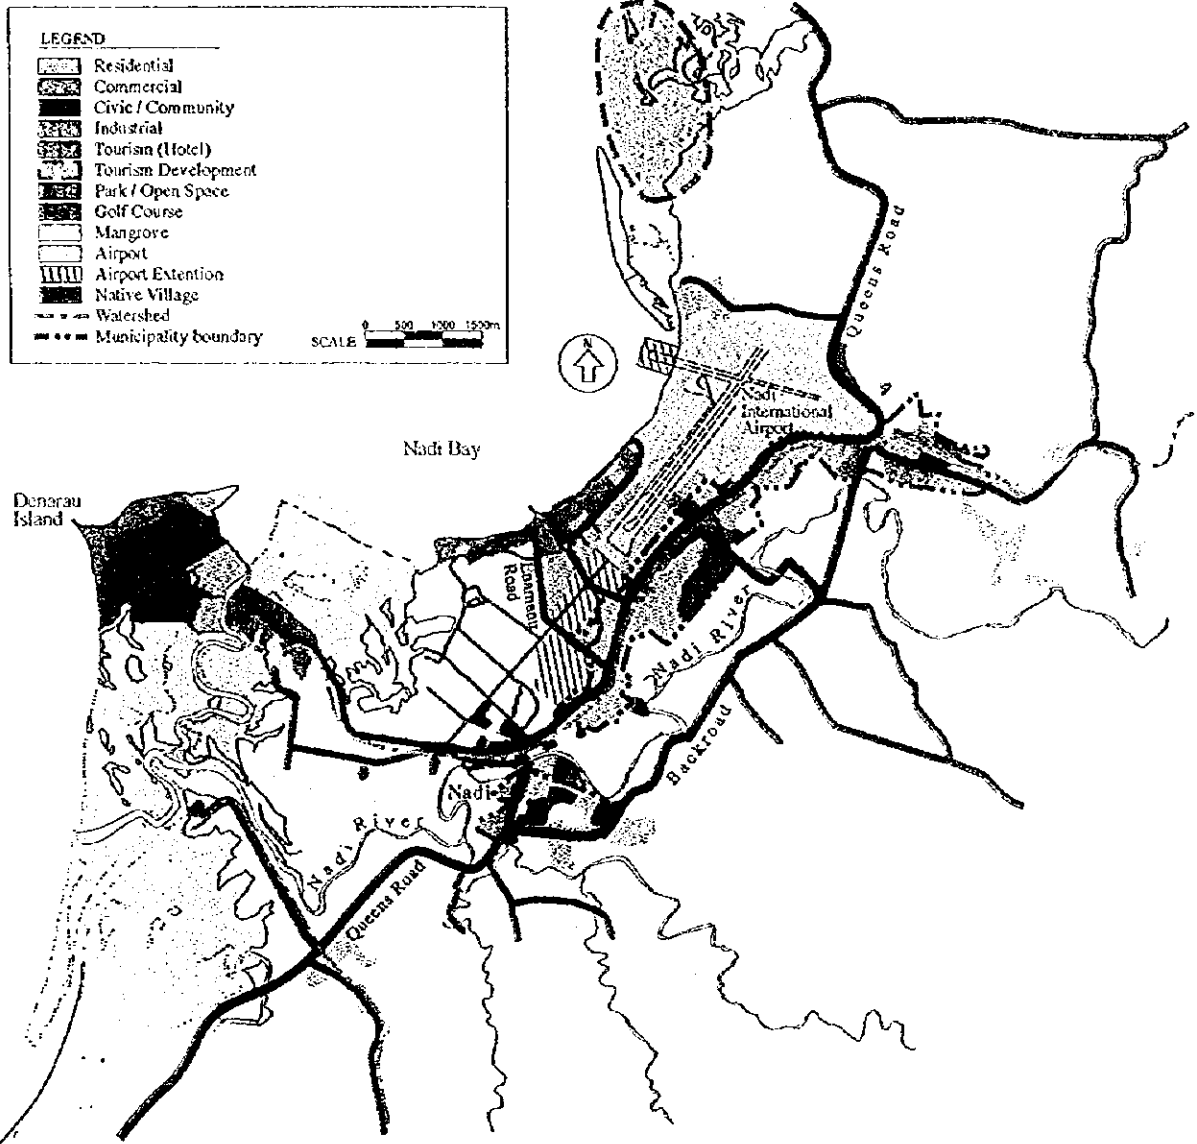 LEGEND
Residential
Commercial
Civic / Community
Industrial
Tourism (Hotel)
Tourism Development
Park / Open Space
Golf Course
Mangrove
Airport
Airport Extention
Native Village
Watershed
Municipality boundary
SCALE
0 500 1000 1500m
N
Queens Road
Nadi
International
Airport
Nadi Bay
Denarau
Island
Road
Nadi River
Backroad
Nadi
Nadi River
Queens Road